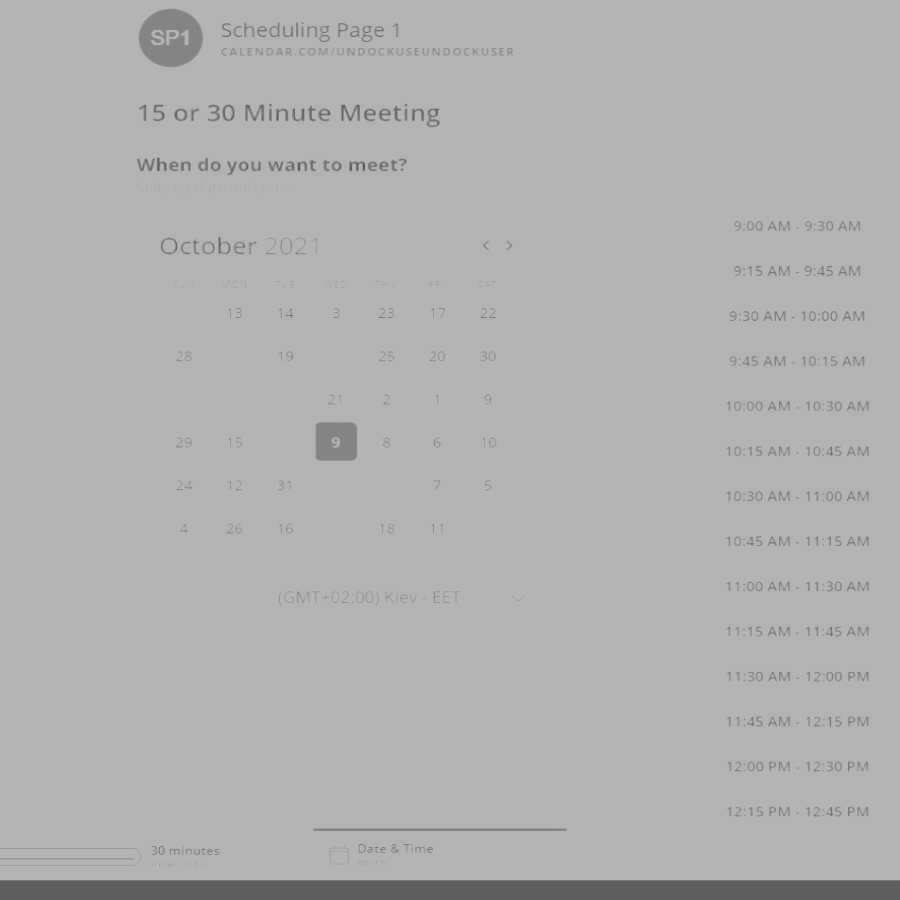 SP1
Scheduling Page 1
CALENDAR.COM/UNDOCKUSEUNDOCKUSER
15 or 30 Minute Meeting
When do you want to meet?
Select a date and time
October 2021 < >
SUN MON TUE WED THU FRI SAT
13 14 3 23 17 22
28 19 25 20 30
21 2 1 9
29 15 9 8 6 10
24 12 31 7 5
4 26 16 18 11
(GMT+02:00) Kiev - EET
9:00 AM - 9:30 AM
9:15 AM - 9:45 AM
9:30 AM - 10:00 AM
9:45 AM - 10:15 AM
10:00 AM - 10:30 AM
10:15 AM - 10:45 AM
10:30 AM - 11:00 AM
10:45 AM - 11:15 AM
11:00 AM - 11:30 AM
11:15 AM - 11:45 AM
11:30 AM - 12:00 PM
11:45 AM - 12:15 PM
12:00 PM - 12:30 PM
12:15 PM - 12:45 PM
30 minutes
HOW LONG
Date & Time
WHEN